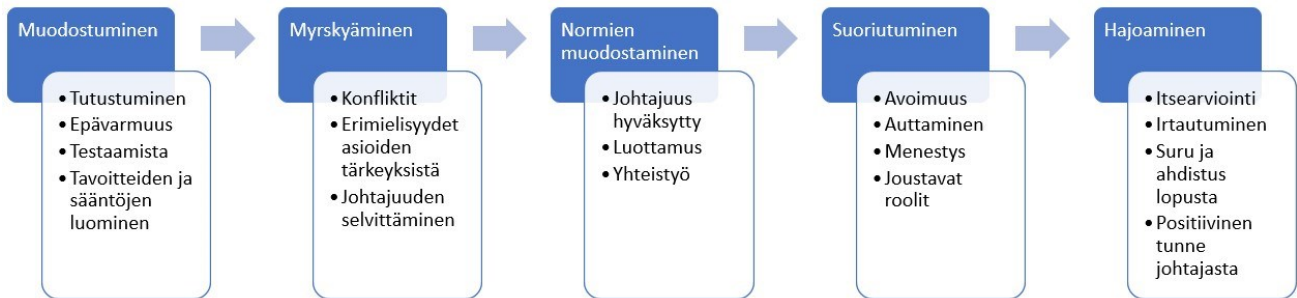 Muodostuminen
• Tutustuminen
• Epävarmuus
• Testaamista
• Tavoitteiden ja
sääntöjen
luominen
Myrskyäminen
• Konfliktit
• Erimielisyydet
asioiden
tärkeyksistä
• Johtajuuden
selvittäminen
Normien
muodostaminen
• Johtajuus
hyväksytty
• Luottamus
• Yhteistyö
Suoriutuminen
• Avoimuus
• Auttaminen
• Menestys
• Joustavat
roolit
Hajoaminen
• Itsearviointi
• Irtautuminen
• Suru ja
ahdistus
lopusta
• Positiivinen
tunne
johtajasta